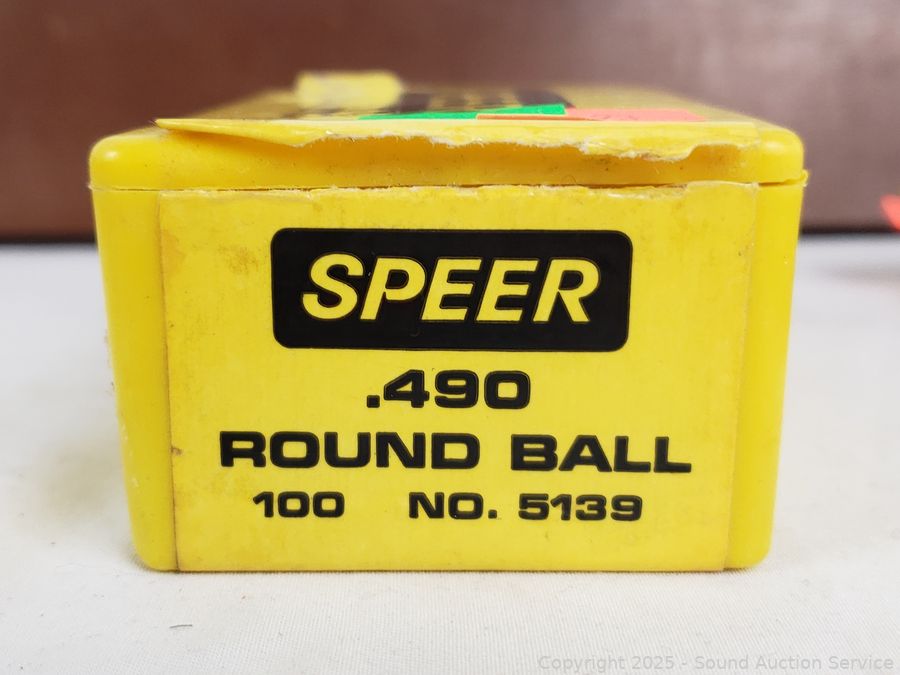 SPEER
.490
ROUND BALL
100 NO. 5139
Copyright 2025 - Sound Auction Service